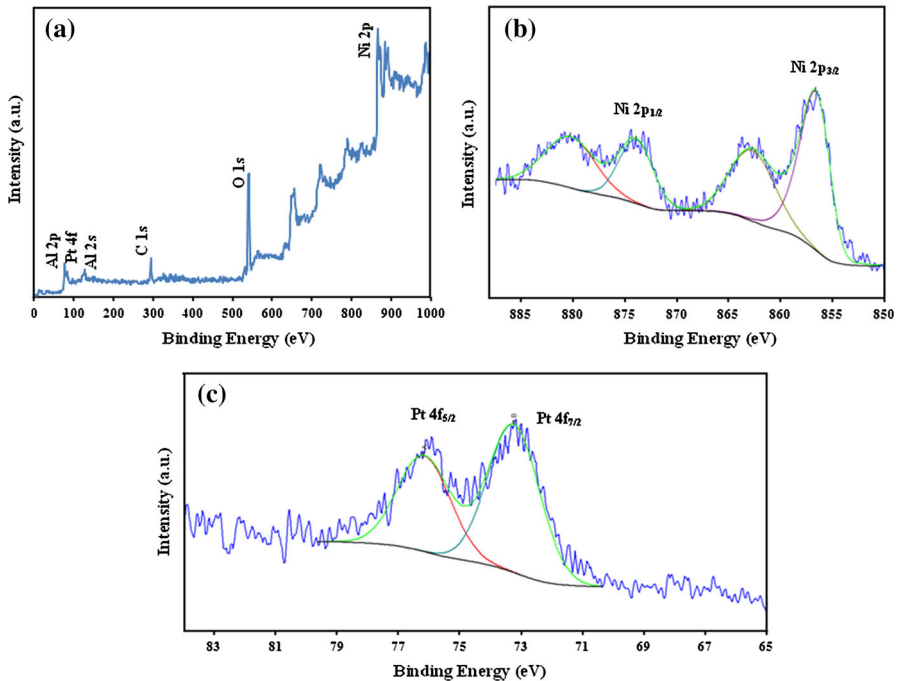 (a)
Intensity (a.u.)
Al 2p
Pt 4f
Al 2s
C 1s
O 1s
Ni 2p
0 100 200 300 400 500 600 700 800 900 1000
Binding Energy (eV)
(b)
Intensity (a.u.)
Ni 2p1/2
Ni 2p3/2
885 880 875 870 865 860 855 850
Binding Energy (eV)
(c)
Intensity (a.u.)
Pt 4f5/2
Pt 4f7/2
83 81 79 77 75 73 71 69 67 65
Binding Energy (eV)